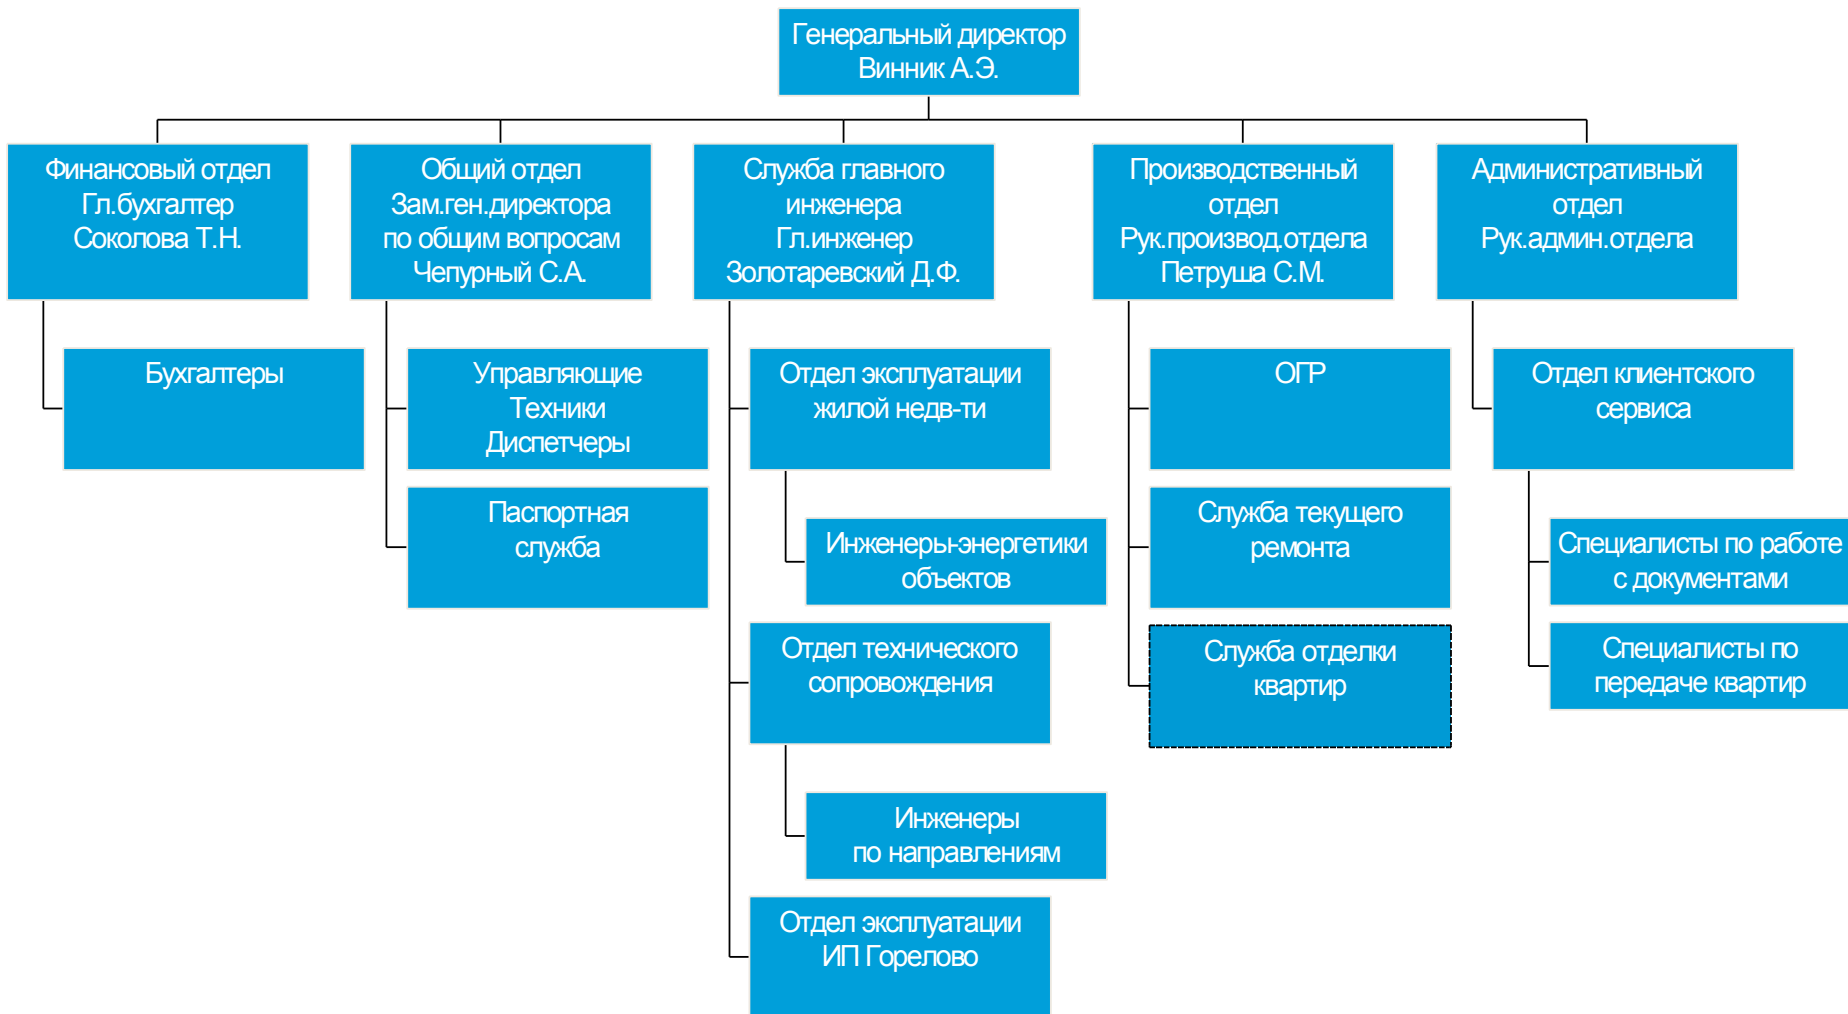 Генеральный директор
Винник А.Э.
Финансовый отдел
Гл.бухгалтер
Соколова Т.Н.
Общий отдел
Зам.ген.директора
по общим вопросам
Чепурный С.А.
Служба главного
инженера
Гл.инженер
Золотаревский Д.Ф.
Производственный
отдел
Рук.производ.отдела
Петруша С.М.
Административный
отдел
Рук.админ.отдела
Бухгалтеры
Управляющие
Техники
Диспетчеры
Паспортная
служба
Отдел эксплуатации
жилой недв-ти
Инженеры-энергетики
объектов
Отдел технического
сопровождения
Инженеры
по направлениям
Отдел эксплуатации
ИП Горелово
ОГР
Служба текущего
ремонта
Служба отделки
квартир
Отдел клиентского
сервиса
Специалисты по работе
с документами
Специалисты по
передаче квартир